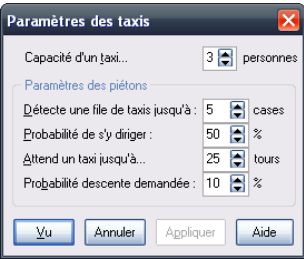 Paramètres des taxis
Capacité d'un taxi... 3 personnes
Paramètres des piétons
Détecte une file de taxis jusqu'à : 5 cases
Probabilité de s'y diriger : 50 %
Attend un taxi jusqu'à... 25 tours
Probabilité descente demandée : 10 %
Vu Annuler Appliquer Aide